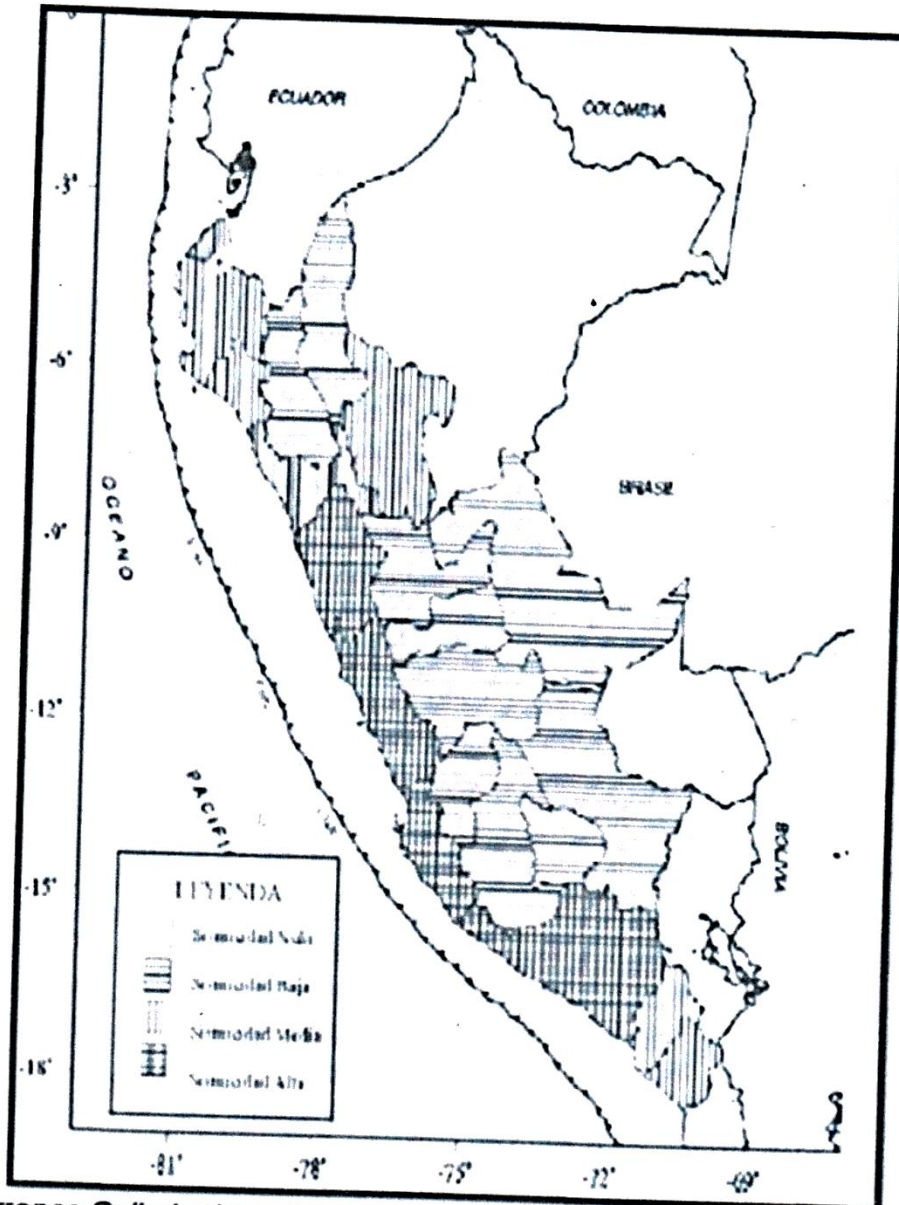 ECUADOR
COLOMBIA
-3°
-6°
BRASIL
OCEANO
-9°
-12°
PACIFI
BOLIVIA
-15°
LEYENDA
Sismicidad Nula
Sismicidad Baja
Sismicidad Media
Sismicidad Alta
-18°
-81°
-78°
-75°
-72°
-69°